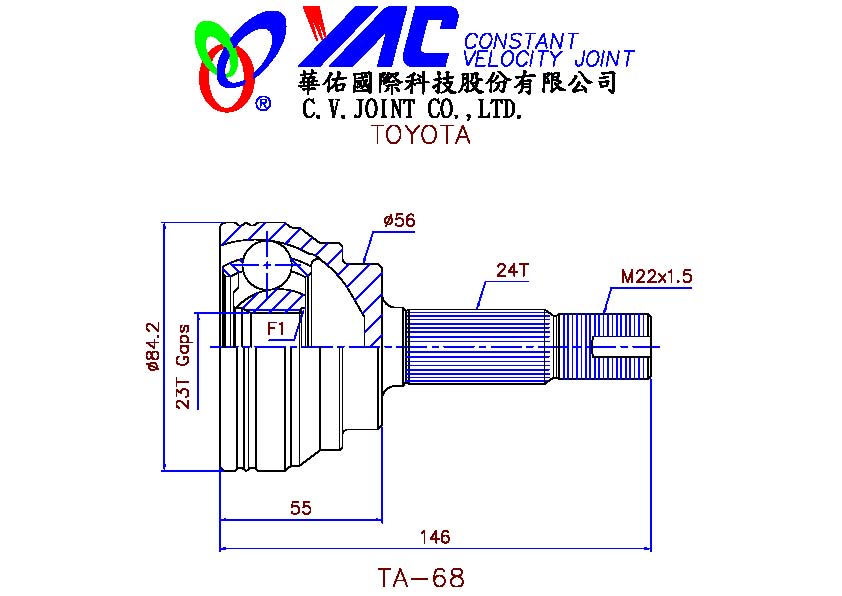 YAC CONSTANT
VELOCITY JOINT
®
華佑國際科技股份有限公司
C.V.JOINT CO.,LTD.
TOYOTA
ø56
24T
M22x1.5
F1
ø84.2
23T Gaps
55
146
TA-68